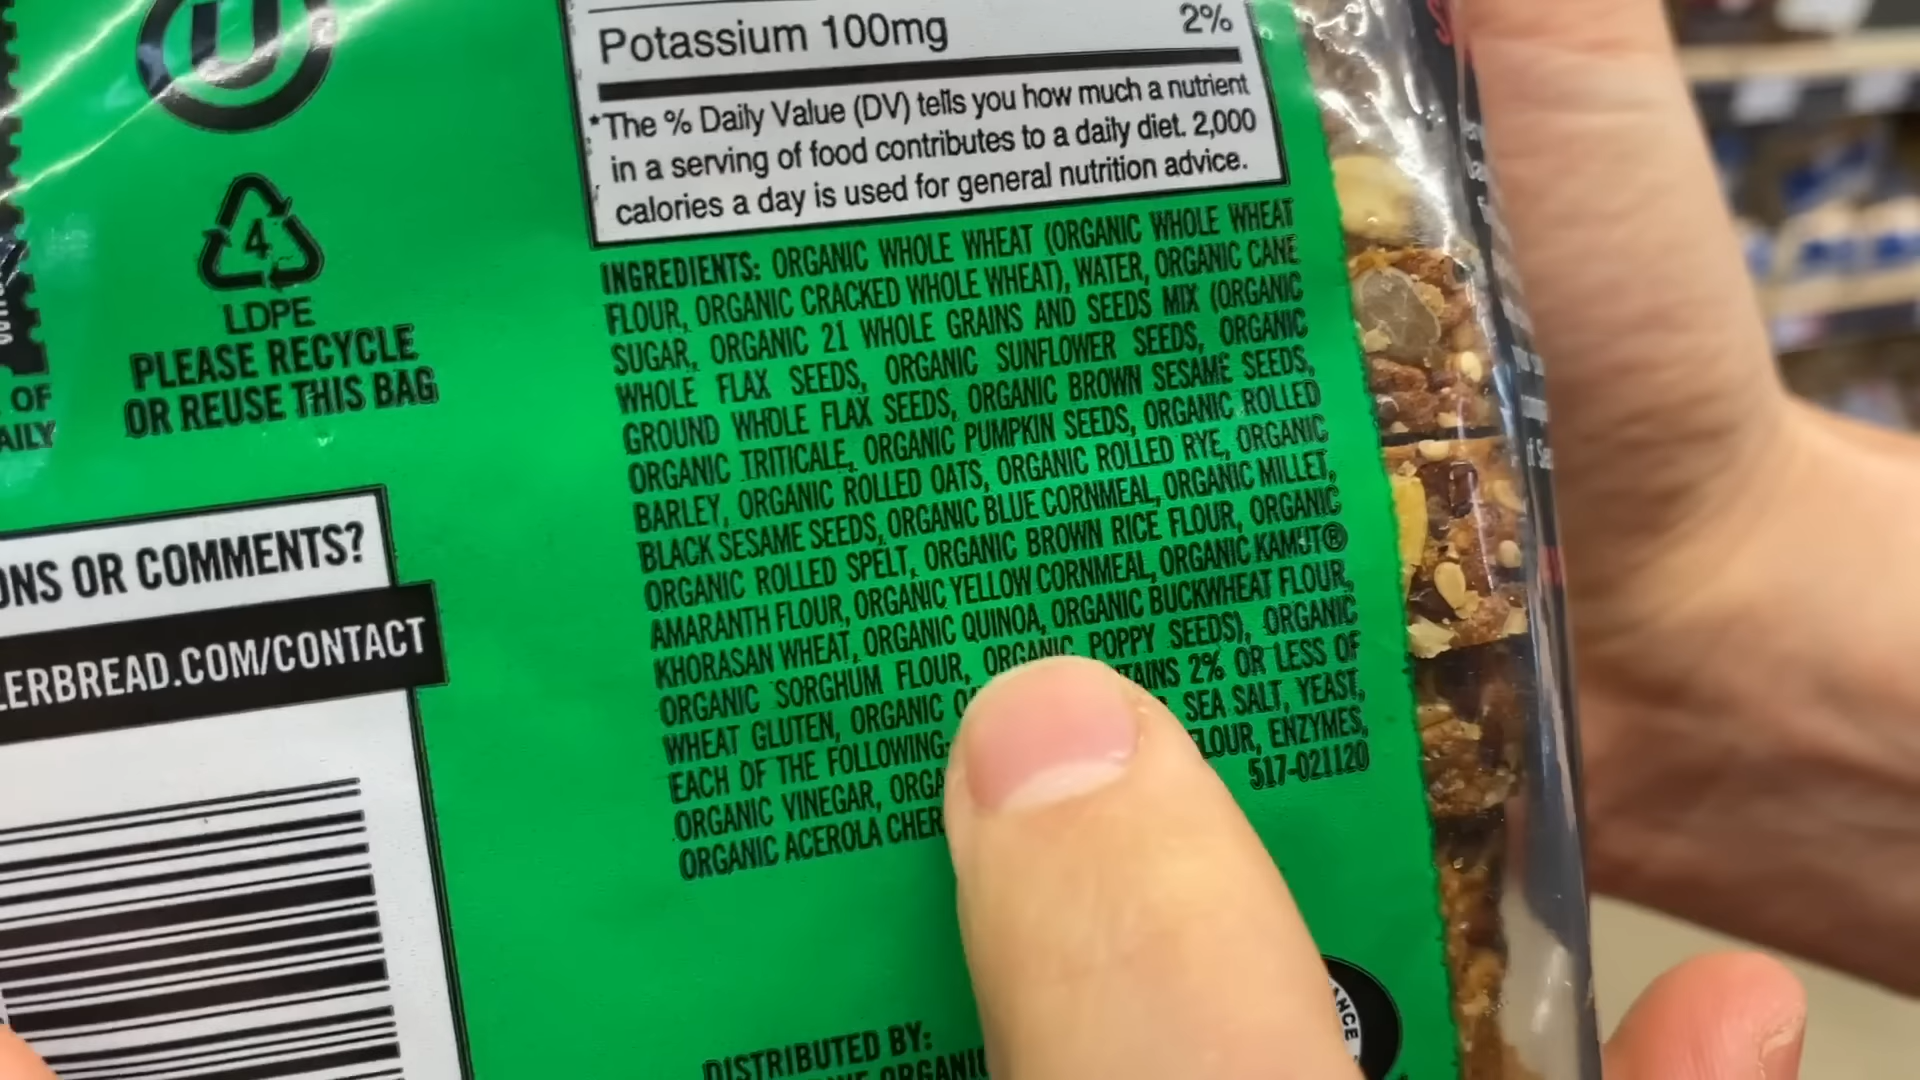 U
Potassium 100mg 2%
*The % Daily Value (DV) tells you how much a nutrient
in a serving of food contributes to a daily diet. 2,000
calories a day is used for general nutrition advice.
4
LDPE
PLEASE RECYCLE
OR REUSE THIS BAG
OF
AILY
ONS OR COMMENTS?
LERBREAD.COM/CONTACT
INGREDIENTS: ORGANIC WHOLE WHEAT (ORGANIC WHOLE WHEAT
FLOUR, ORGANIC CRACKED WHOLE WHEAT), WATER, ORGANIC CANE
SUGAR, ORGANIC 21 WHOLE GRAINS AND SEEDS MIX (ORGANIC
WHOLE FLAX SEEDS, ORGANIC SUNFLOWER SEEDS, ORGANIC
GROUND WHOLE FLAX SEEDS, ORGANIC BROWN SESAME SEEDS,
ORGANIC TRITICALE, ORGANIC PUMPKIN SEEDS, ORGANIC ROLLED
BARLEY, ORGANIC ROLLED OATS, ORGANIC ROLLED RYE, ORGANIC
BLACK SESAME SEEDS, ORGANIC BLUE CORNMEAL, ORGANIC MILLET,
ORGANIC ROLLED SPELT, ORGANIC BROWN RICE FLOUR, ORGANIC
AMARANTH FLOUR, ORGANIC YELLOW CORNMEAL, ORGANIC KAMUT®
KHORASAN WHEAT, ORGANIC QUINOA, ORGANIC BUCKWHEAT FLOUR,
ORGANIC SORGHUM FLOUR, ORGANIC POPPY SEEDS), ORGANIC
WHEAT GLUTEN, ORGANIC O TAINS 2% OR LESS OF
EACH OF THE FOLLOWING: SEA SALT, YEAST,
ORGANIC VINEGAR, ORGA LOUR, ENZYMES,
ORGANIC ACEROLA CHER 517-021120
DISTRIBUTED BY:
ORGANIC
ANCE